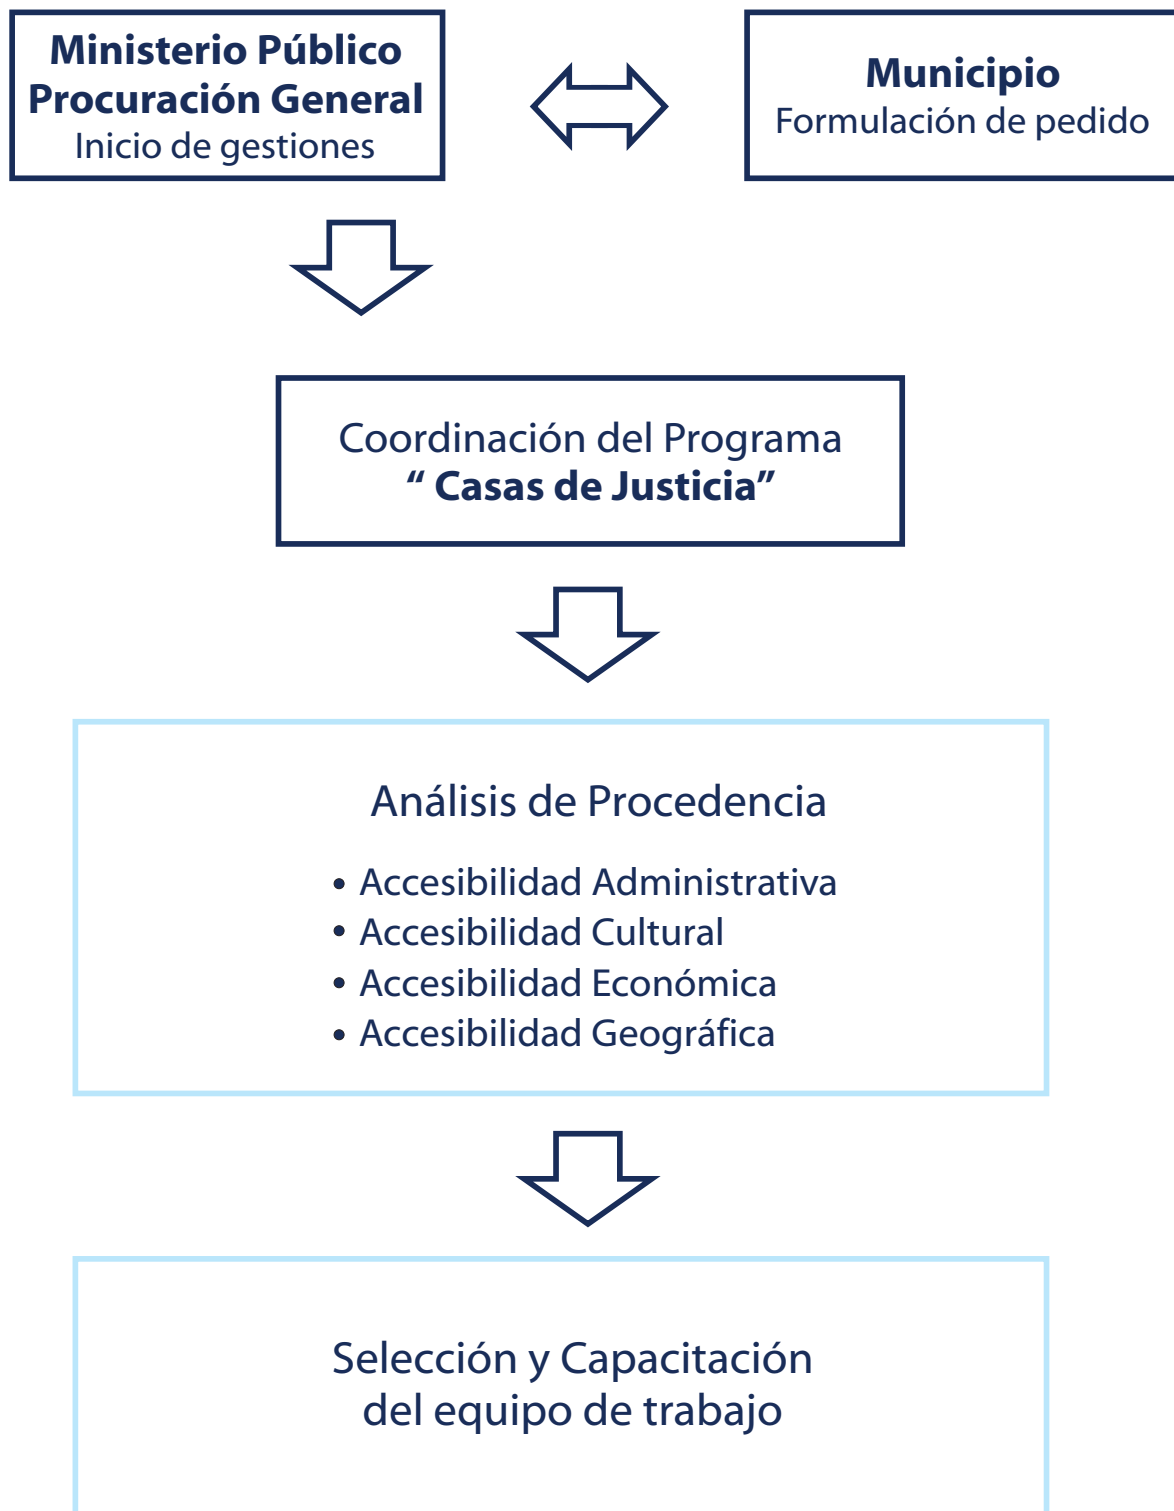 Ministerio Público
Procuración General
Inicio de gestiones
Municipio
Formulación de pedido
Coordinación del Programa
“ Casas de Justicia”
Análisis de Procedencia
• Accesibilidad Administrativa
• Accesibilidad Cultural
• Accesibilidad Económica
• Accesibilidad Geográfica
Selección y Capacitación
del equipo de trabajo